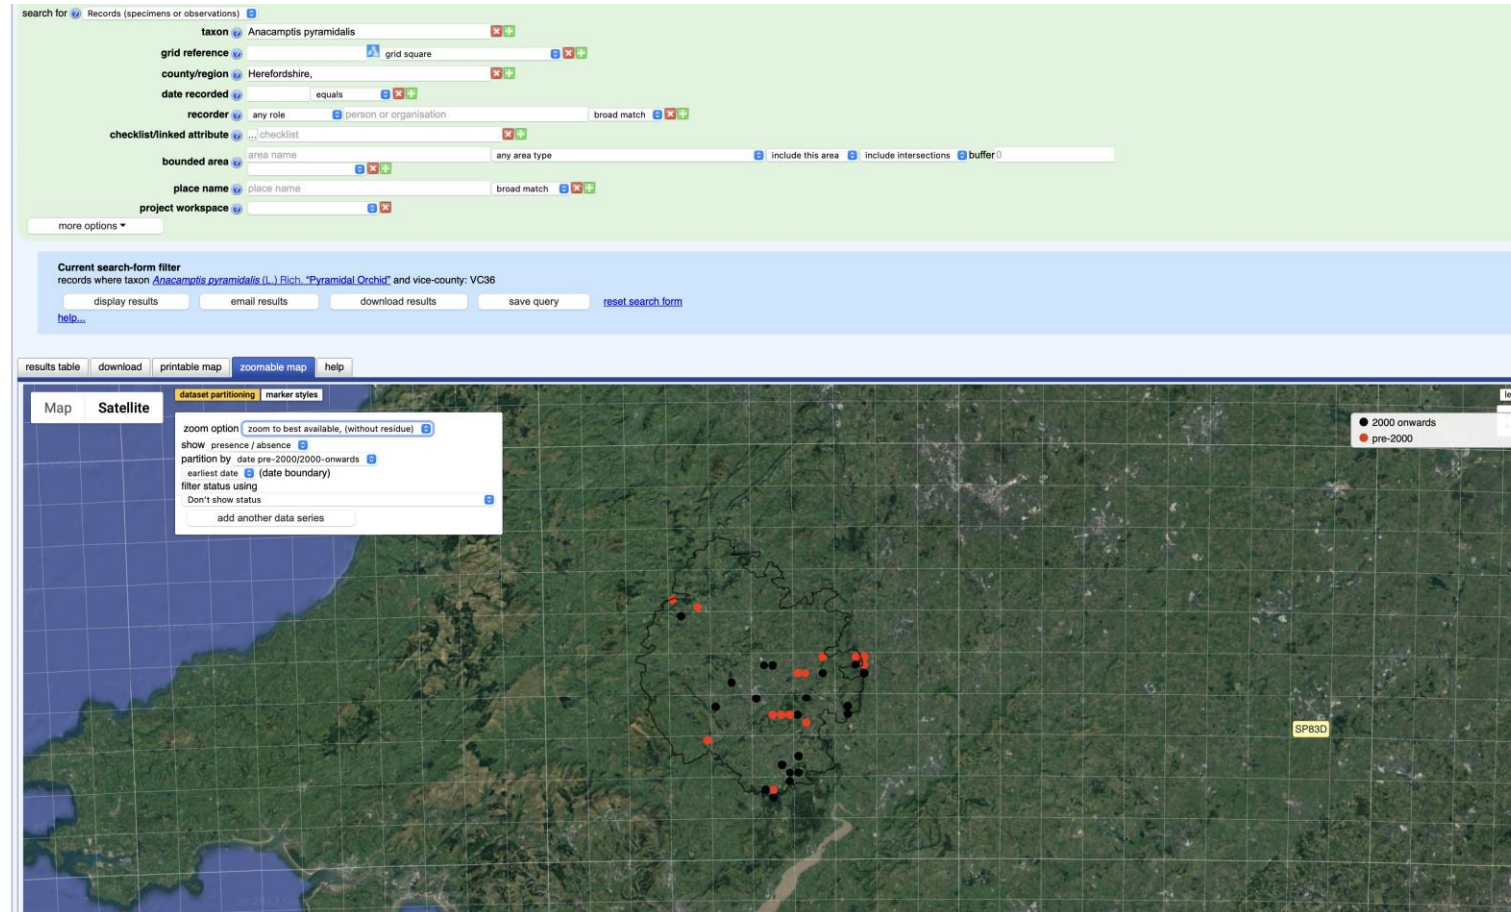 search for Records (specimens or observations)
taxon Anacamptis pyramidalis
grid reference grid square
county/region Herefordshire,
date recorded equals
recorder any role person or organisation broad match
checklist/linked attribute ... checklist
bounded area area name any area type include this area include intersections buffer 0
place name place name broad match
project workspace
more options
Current search-form filter
records where taxon Anacamptis pyramidalis (L.) Rich. "Pyramidal Orchid" and vice-county: VC36
display results email results download results save query reset search form
help...
results table download printable map zoomable map help
Map Satellite
dataset partitioning marker styles
le
zoom option zoom to best available, (without residue)
show presence / absence
partition by date pre-2000/2000-onwards
earliest date (date boundary)
filter status using
Don't show status
add another data series
2000 onwards
pre-2000
SP83D